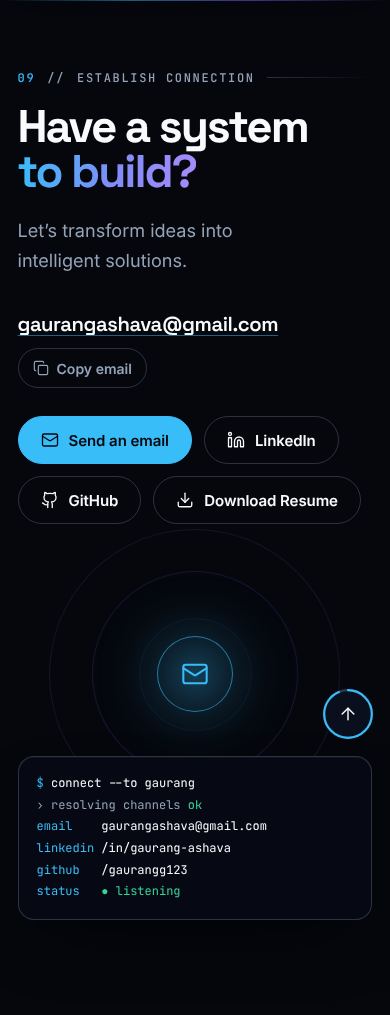 09 // ESTABLISH CONNECTION
Have a system
to build?
Let's transform ideas into
intelligent solutions.
gaurangashava@gmail.com
Copy email
Send an email
LinkedIn
GitHub
Download Resume
$ connect --to gaurang
› resolving channels ok
email gaurangashava@gmail.com
linkedin /in/gaurang-ashava
github /gaurangg123
status ● listening